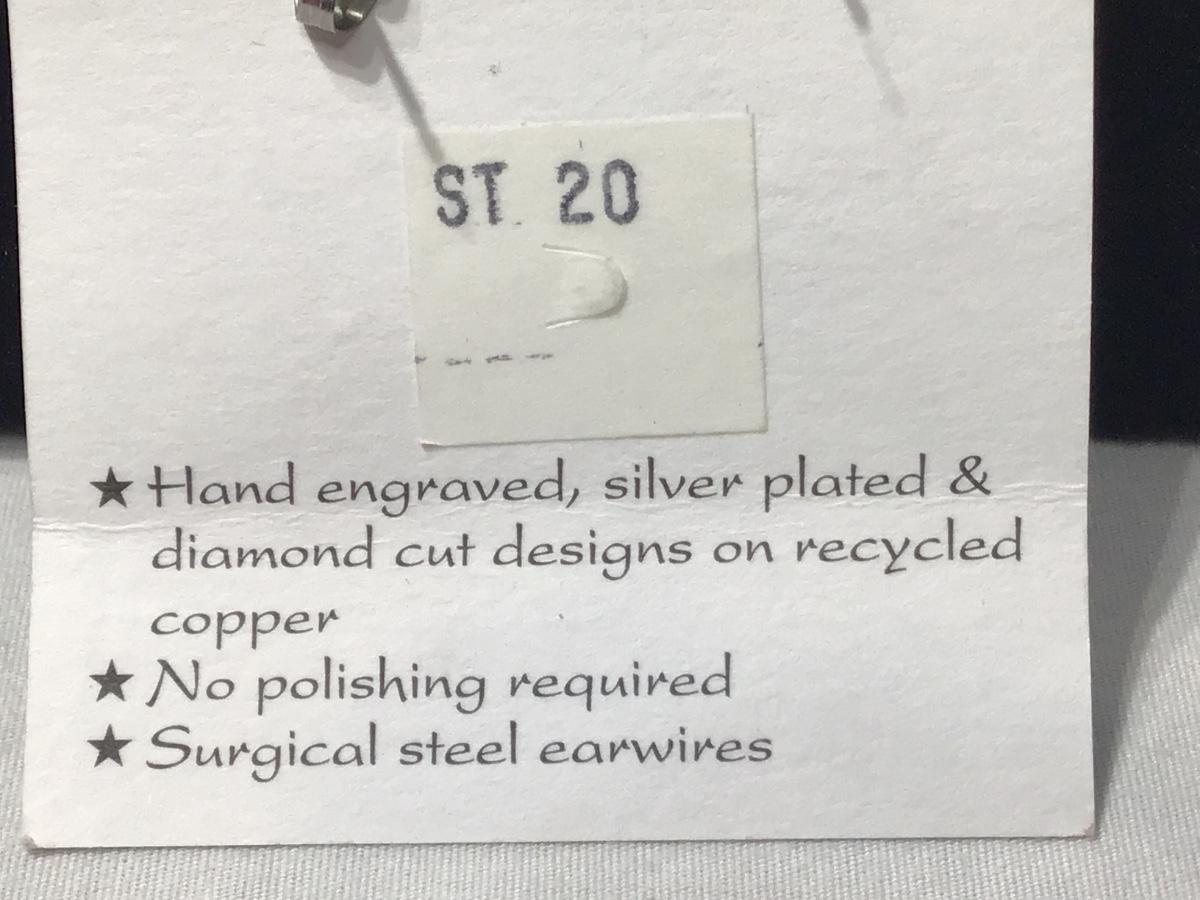 ST. 20
★ Hand engraved, silver plated &
diamond cut designs on recycled
copper
★ No polishing required
★ Surgical steel earwires